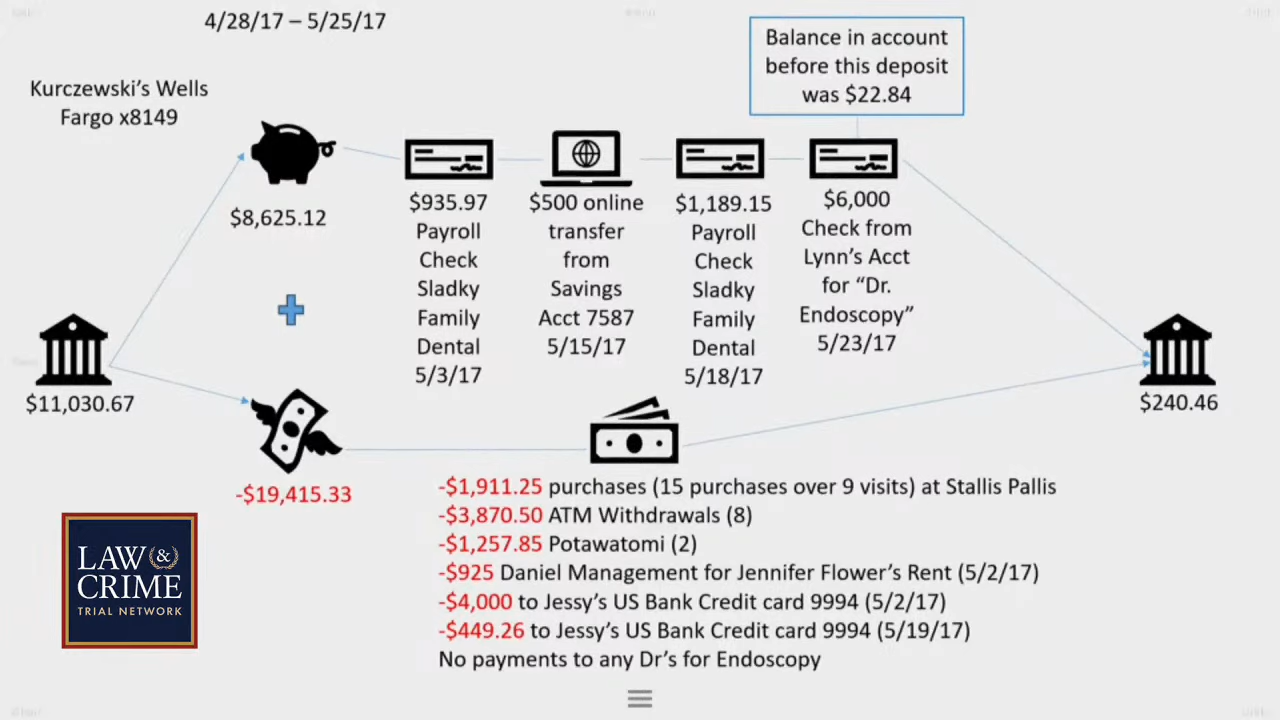 4/28/17 – 5/25/17
Kurczewski's Wells
Fargo x8149
Balance in account
before this deposit
was $22.84
$8,625.12
$935.97
Payroll
Check
Sladky
Family
Dental
5/3/17
$500 online
transfer
from
Savings
Acct 7587
5/15/17
$1,189.15
Payroll
Check
Sladky
Family
Dental
5/18/17
$6,000
Check from
Lynn's Acct
for “Dr.
Endoscopy”
5/23/17
$11,030.67
$240.46
-$19,415.33
-$1,911.25 purchases (15 purchases over 9 visits) at Stallis Pallis
-$3,870.50 ATM Withdrawals (8)
-$1,257.85 Potawatomi (2)
-$925 Daniel Management for Jennifer Flower's Rent (5/2/17)
-$4,000 to Jessy's US Bank Credit card 9994 (5/2/17)
-$449.26 to Jessy's US Bank Credit card 9994 (5/19/17)
No payments to any Dr's for Endoscopy
LAW &
CRIME
TRIAL NETWORK